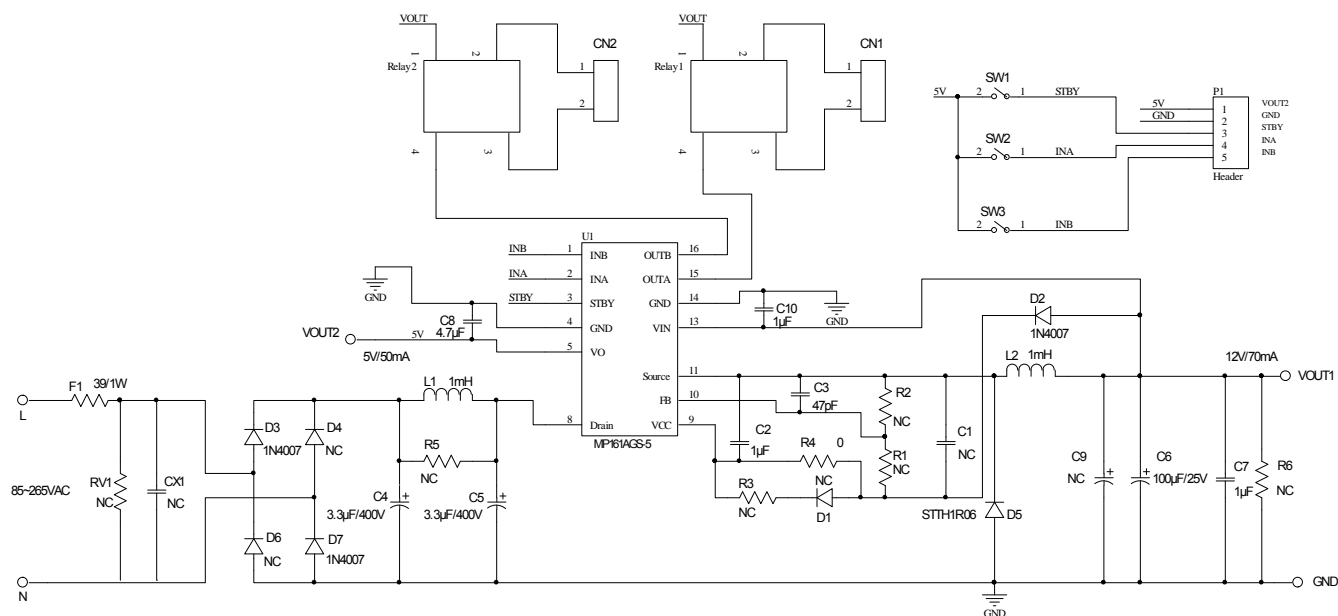 VOUT
1
2
Relay2
4
3
CN2
1
2
VOUT
1
2
Relay1
4
3
CN1
1
2
5V
SW1
2
1
STBY
SW2
2
1
INA
SW3
2
1
INB
P1
5V
1
VOUT2
GND
2
GND
3
STBY
4
INA
5
INB
Header
U1
INB
1
INB
OUTB
16
INA
2
INA
OUTA
15
STBY
3
STBY
GND
14
GND
C8
4.7µF
4
GND
VIN
13
VOUT2
5V
5
VO
5V/50mA
C10
1µF
GND
D2
1N4007
Source
11
FB
10
8
Drain
VCC
9
MP161AGS-5
L2
1mH
12V/70mA
VOUT1
F1
39/1W
L
L1
1mH
D3
1N4007
D4
NC
R5
NC
RV1
NC
CX1
NC
85~265VAC
C4
3.3µF/400V
C5
3.3µF/400V
D6
NC
D7
1N4007
N
C2
1µF
C3
47pF
R2
NC
R4
0
NC
R1
NC
R3
NC
D1
C1
NC
STTH1R06
D5
C9
NC
C6
100µF/25V
C7
1µF
R6
NC
GND
GND